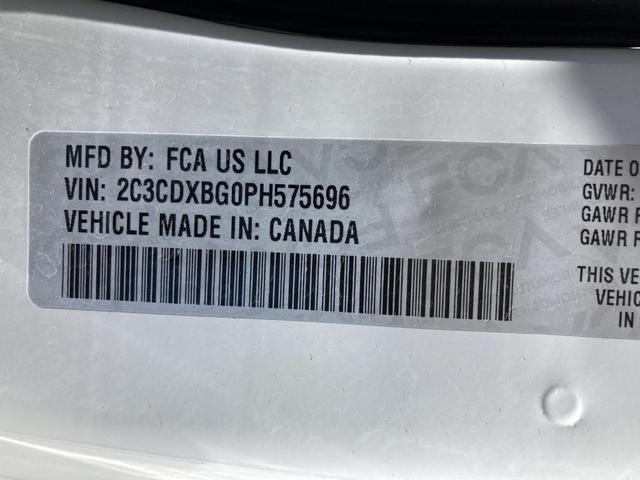 MFD BY: FCA US LLC
VIN: 2C3CDXBG0PH575696
VEHICLE MADE IN: CANADA
DATE O
GVWR:
GAWR F
GAWR R
THIS VE
VEHIC
IN